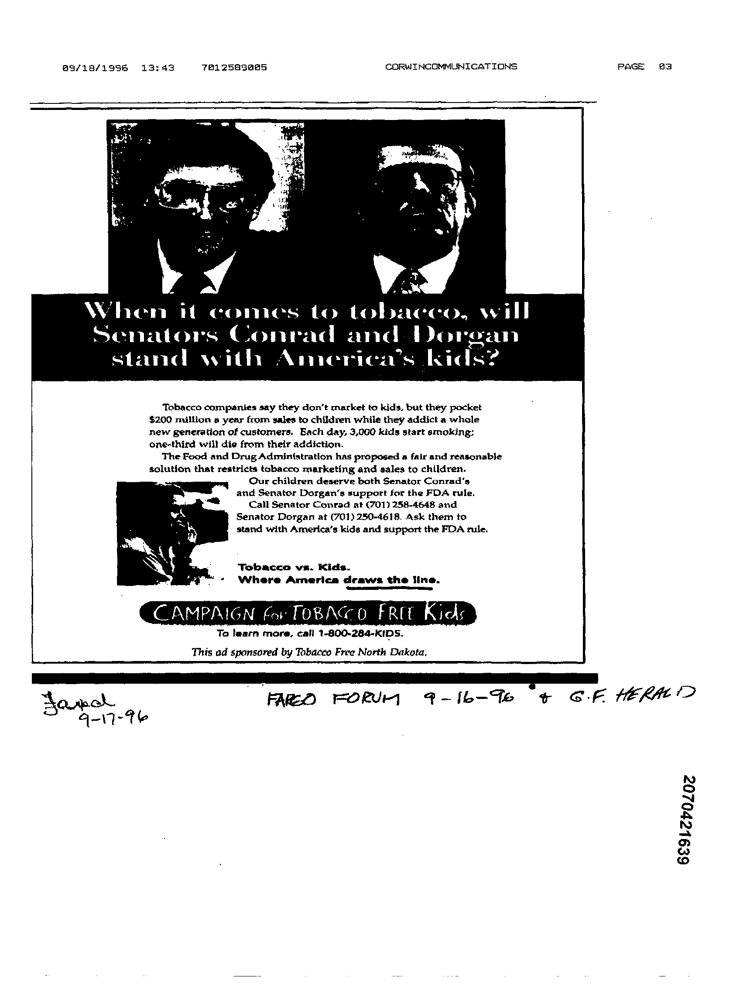 09/18/1996 13:43 7012589005 CORWINCOMMUNICATIONS PAGE 03
When it comes to tobacco, will
Senators Conrad and Dorgan
stand with America's kids?
Tobacco companies say they don't market to kids, but they pocket
$200 million a year from sales to children while they addict a whole
new generation of customers. Each day, 3,000 kids start smoking;
one-third will die from their addiction.
The Food and Drug Administration has proposed a fair and reasonable
solution that restricts tobacco marketing and sales to children.
Our children deserve both Senator Conrad's
and Senator Dorgan's support for the FDA rule.
Call Senator Conrad at (701) 258-4648 and
Senator Dorgan at (701) 250-4618. Ask them to
stand with America's kids and support the FDA rule.
Tobacco vs. Kids.
Where America draws the line.
CAMPAIGN for TOBACCO FREE Kids
To learn more, call 1-800-284-KIDS.
This ad sponsored by Tobacco Free North Dakota.
FARGO FORUM 9-16-96 & G.F. HERALD
9-17-96
2070421639